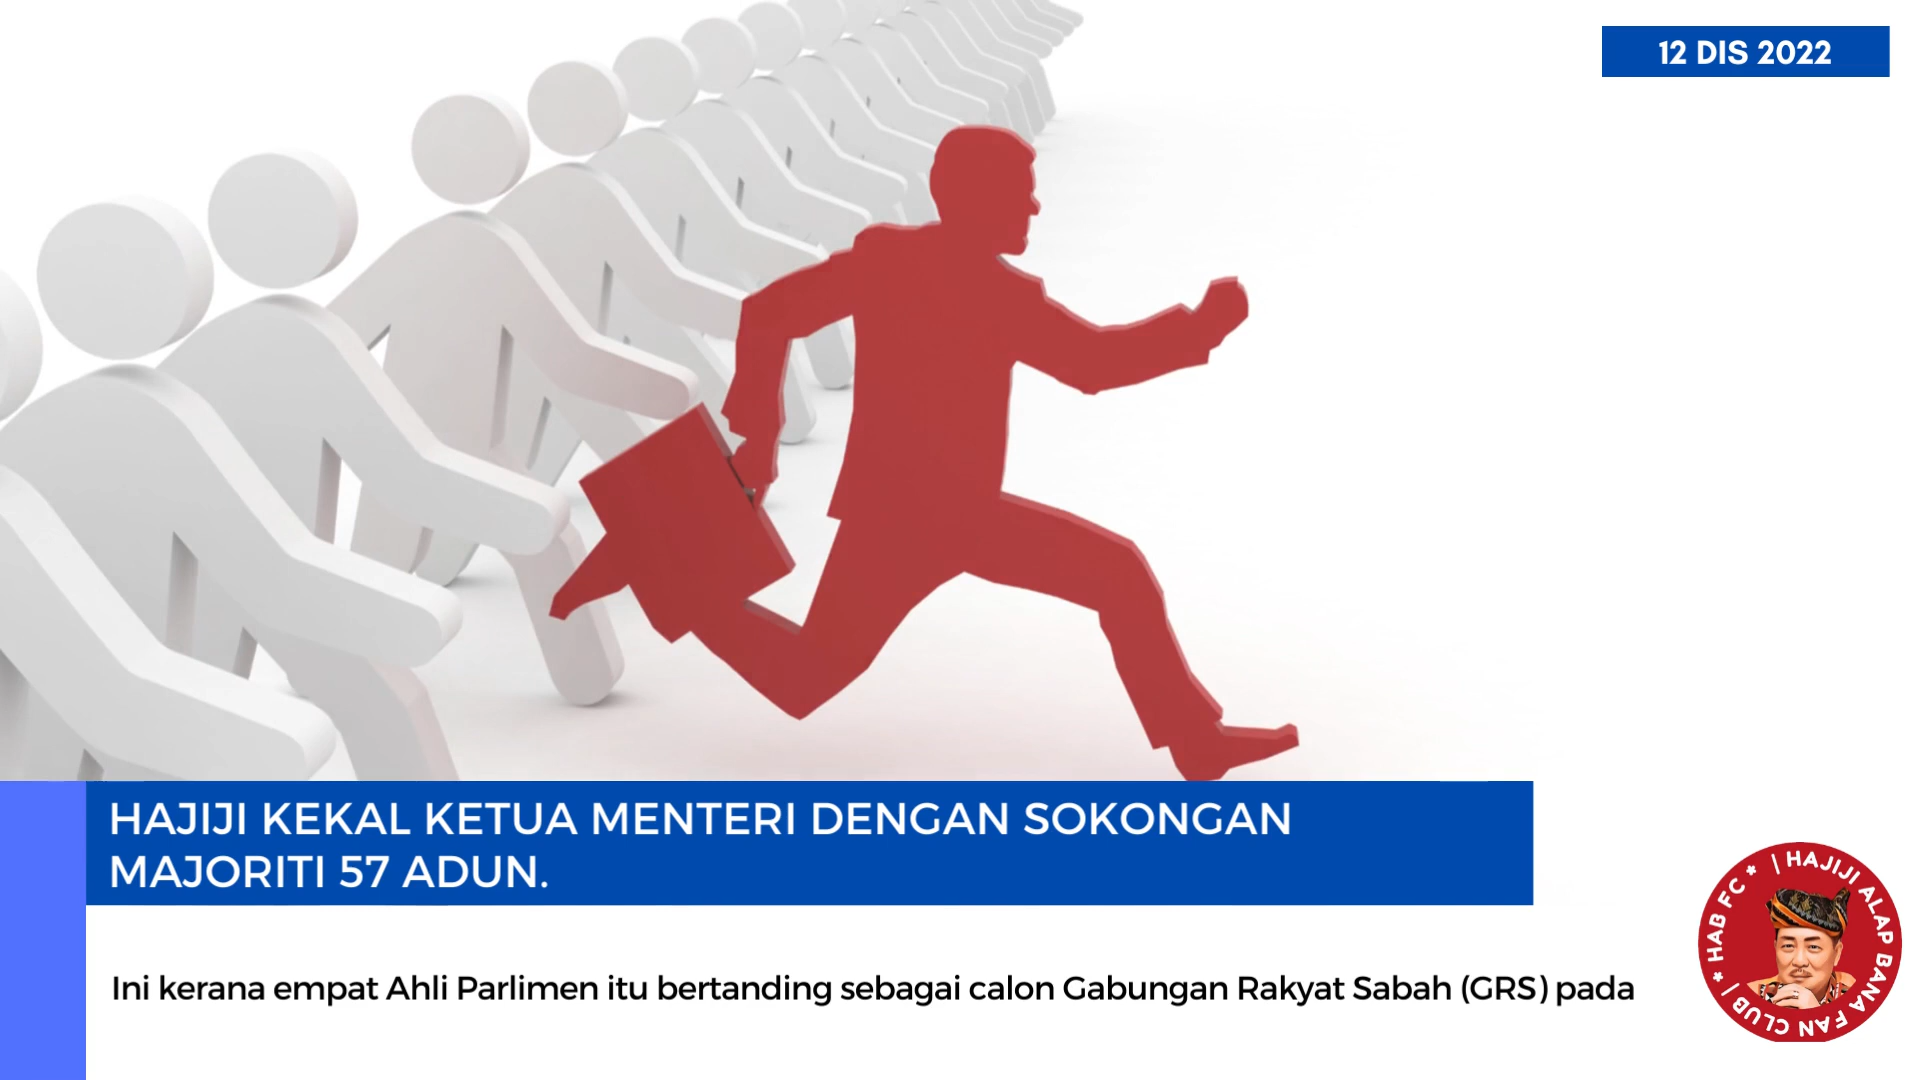 12 DIS 2022
HAJIJI KEKAL KETUA MENTERI DENGAN SOKONGAN
MAJORITI 57 ADUN.
Ini kerana empat Ahli Parlimen itu bertanding sebagai calon Gabungan Rakyat Sabah (GRS) pada
| HAJIJI ALAP BANA FAN CLUB | * HAB FC *